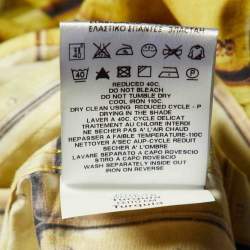 ΕΛΑΣΤΙΚΟ ΣΠΑΝΤΕΞ
40
P
REDUCED 40C,
DO NOT BLEACH
DO NOT TUMBLE DRY
COOL IRON 110C.
DRY CLEAN USING REDUCED CYCLE - P
DRYING IN THE SHADE
LAVER A 40C. CYCLE DELICAT
TRAITEMENT AU CHLORE INTERDI
NE SECHER PAS A' L'AIR CHAUD
REPASSER A FAIBLE TEMPERATURE-110C
NETTOYER A'SEC AUP-CYCLE REDUIT
SECHER A L'OMBRE
LAVARE SEPARATO A CAPO ROVESCIO
STIRO A CAPO ROVESCIO
WASH SEPARATELY INSIDE OUT
IRON ON REVERSE